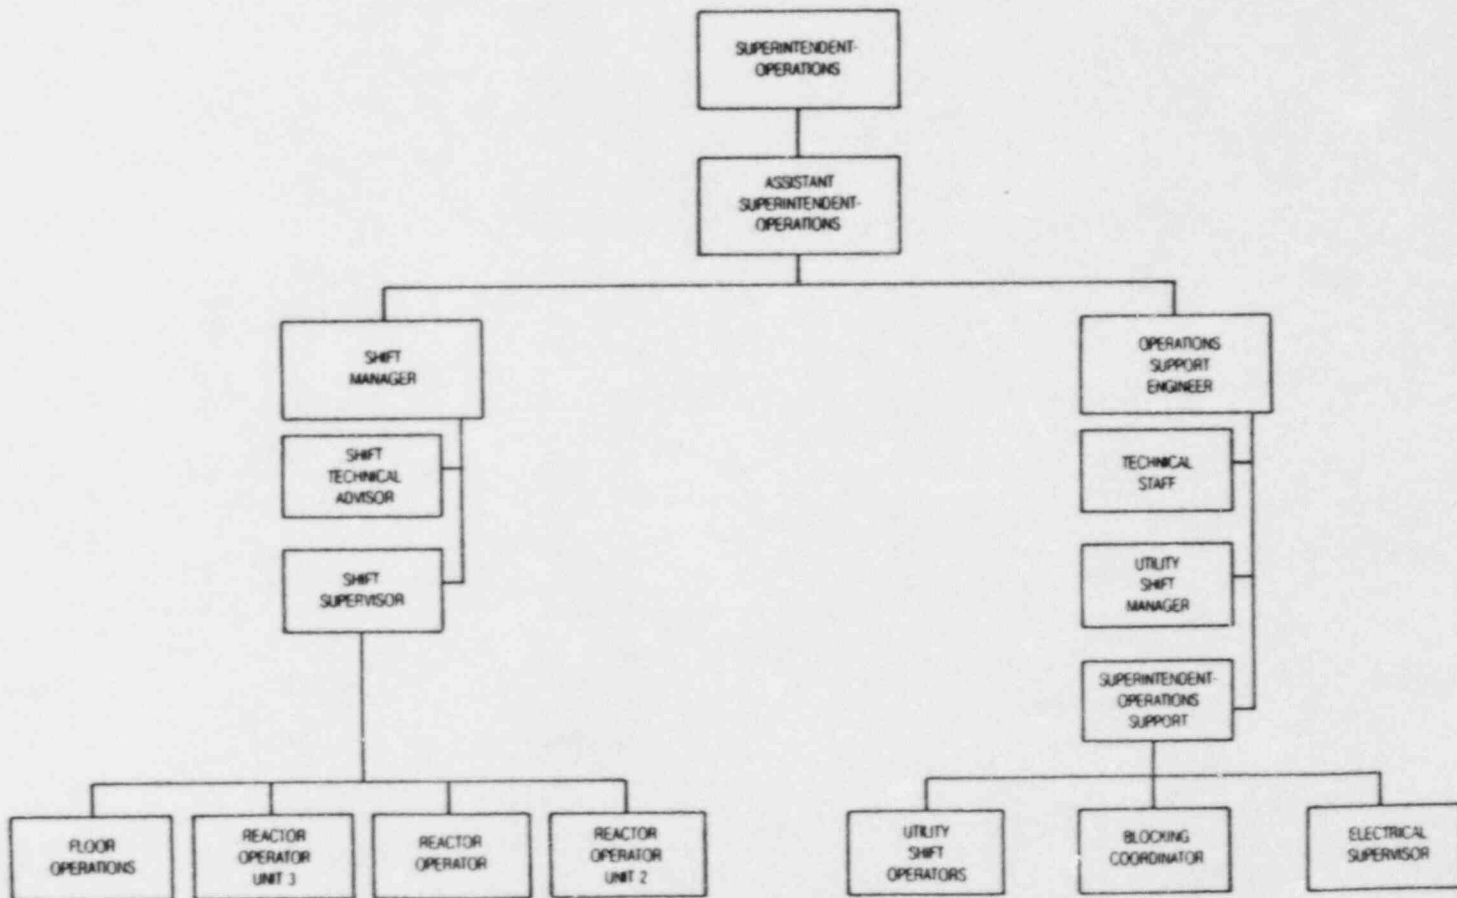 SUPERINTENDENT-
OPERATIONS
ASSISTANT
SUPERINTENDENT-
OPERATIONS
SHIFT
MANAGER
OPERATIONS
SUPPORT
ENGINEER
SHIFT
TECHNICAL
ADVISOR
TECHNICAL
STAFF
SHIFT
SUPERVISOR
UTILITY
SHIFT
MANAGER
SUPERINTENDENT-
OPERATIONS
SUPPORT
FLOOR
OPERATIONS
REACTOR
OPERATOR
UNIT 3
REACTOR
OPERATOR
REACTOR
OPERATOR
UNIT 2
UTILITY
SHIFT
OPERATORS
BLOCKING
COORDINATOR
ELECTRICAL
SUPERVISOR